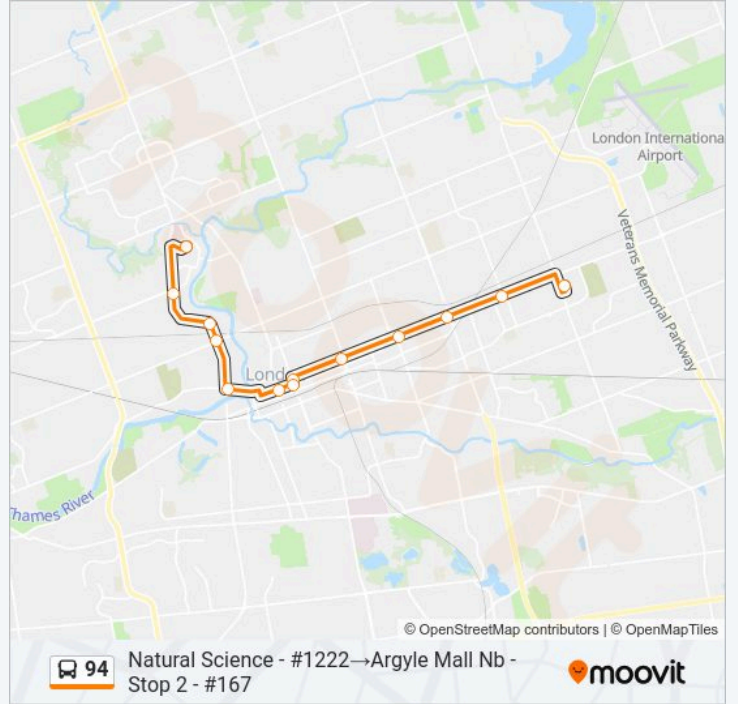 London Internationa
Airport
Veterans Memorial Parkway
Lond
Thames River
© OpenStreetMap contributors | © OpenMapTiles
94
Natural Science - #1222→Argyle Mall Nb -
Stop 2 - #167
moovit